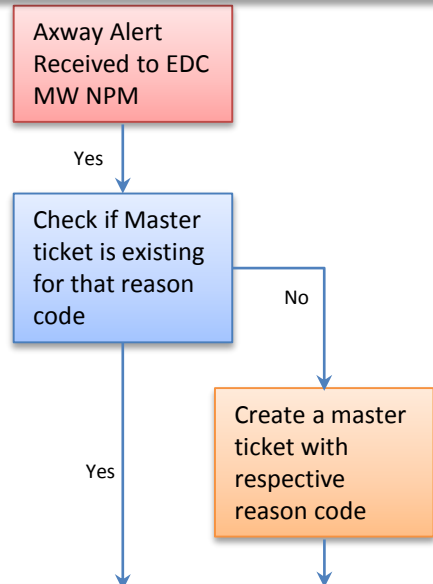 Axway Alert
Received to EDC
MW NPM
Yes
Check if Master
ticket is existing
for that reason
code
No
Create a master
ticket with
respective
reason code
Yes